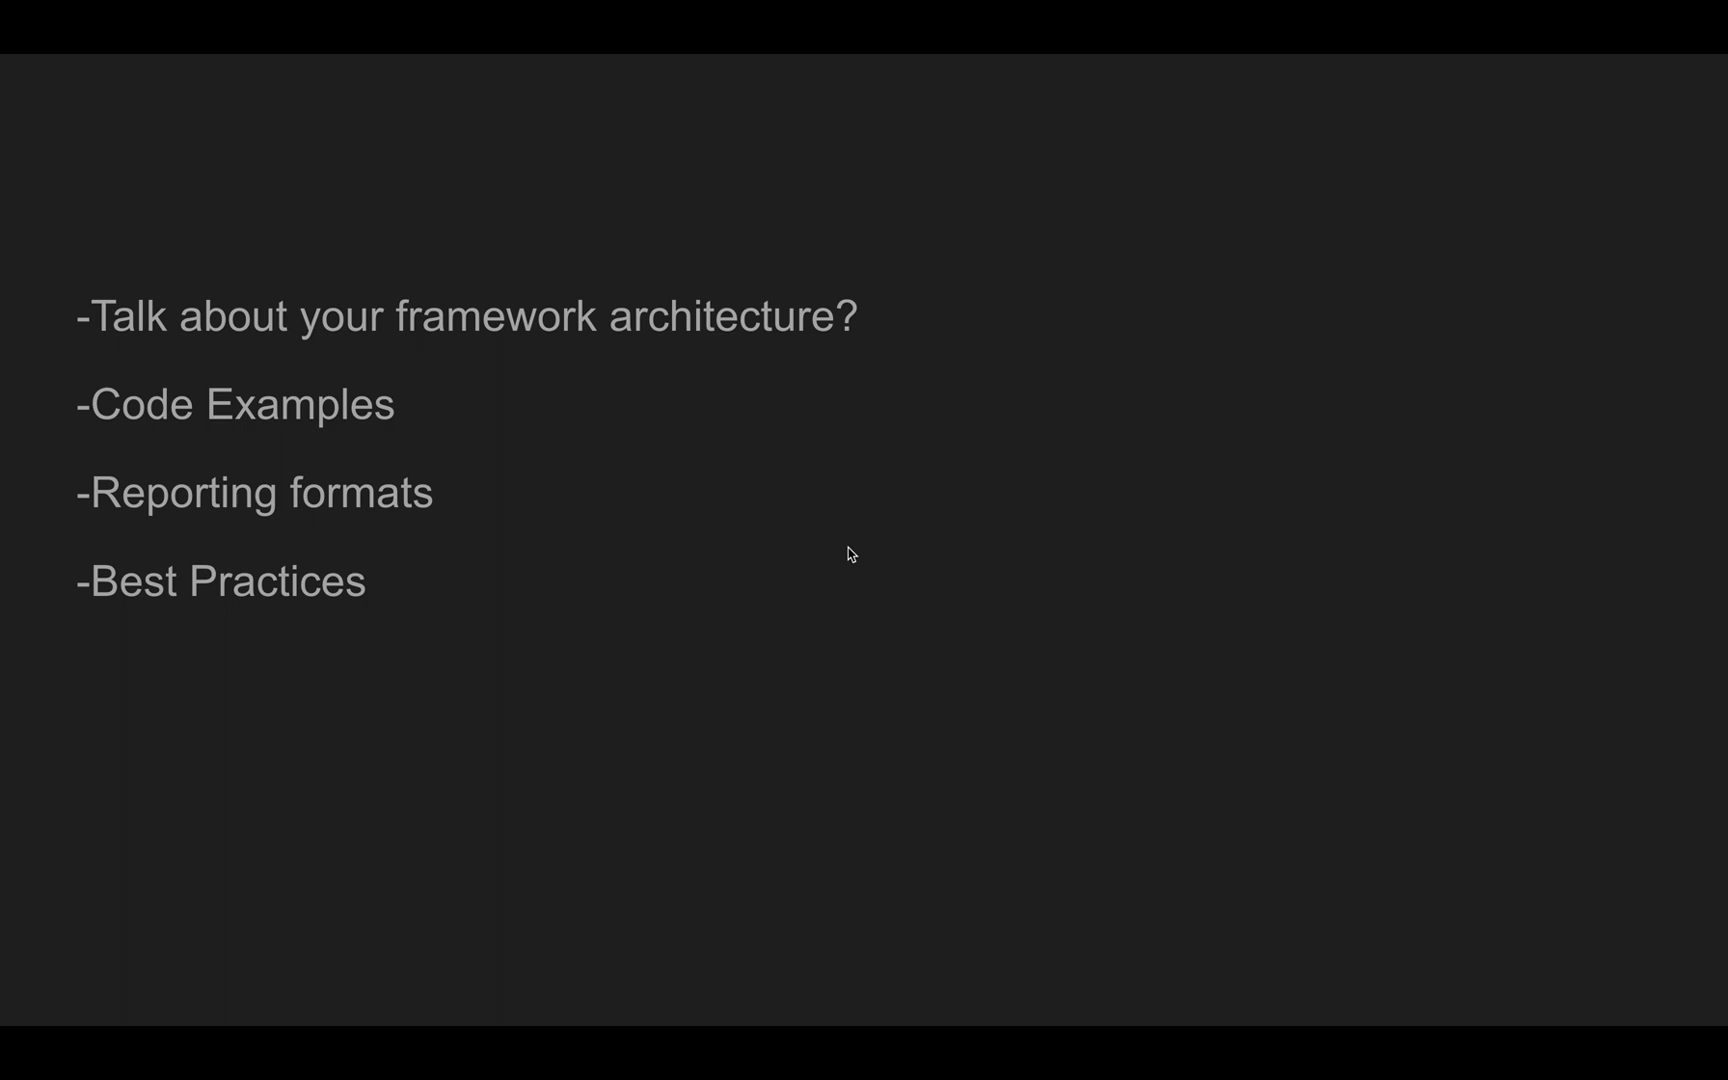 -Talk about your framework architecture?
-Code Examples
-Reporting formats
-Best Practices